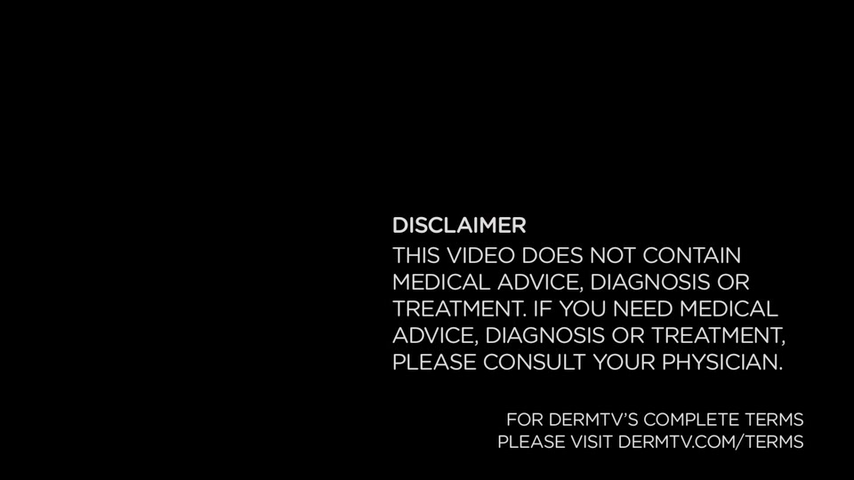 DISCLAIMER
THIS VIDEO DOES NOT CONTAIN
MEDICAL ADVICE, DIAGNOSIS OR
TREATMENT. IF YOU NEED MEDICAL
ADVICE, DIAGNOSIS OR TREATMENT,
PLEASE CONSULT YOUR PHYSICIAN.
FOR DERMTV'S COMPLETE TERMS
PLEASE VISIT DERMTV.COM/TERMS